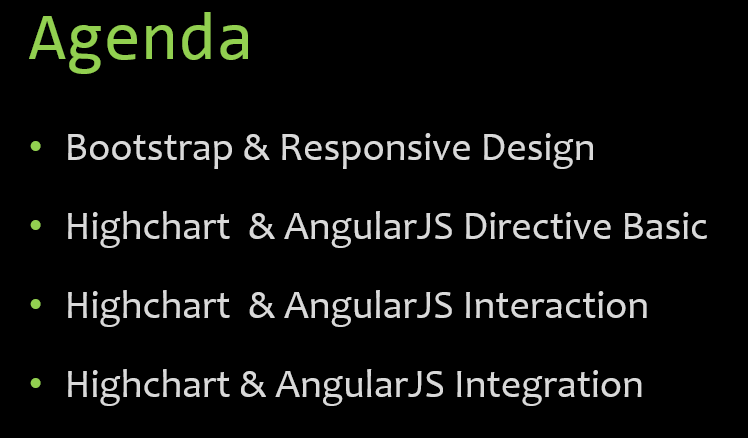 Agenda
• Bootstrap & Responsive Design
• Highchart  & AngularJS Directive Basic
• Highchart  & AngularJS Interaction
• Highchart & AngularJS Integration